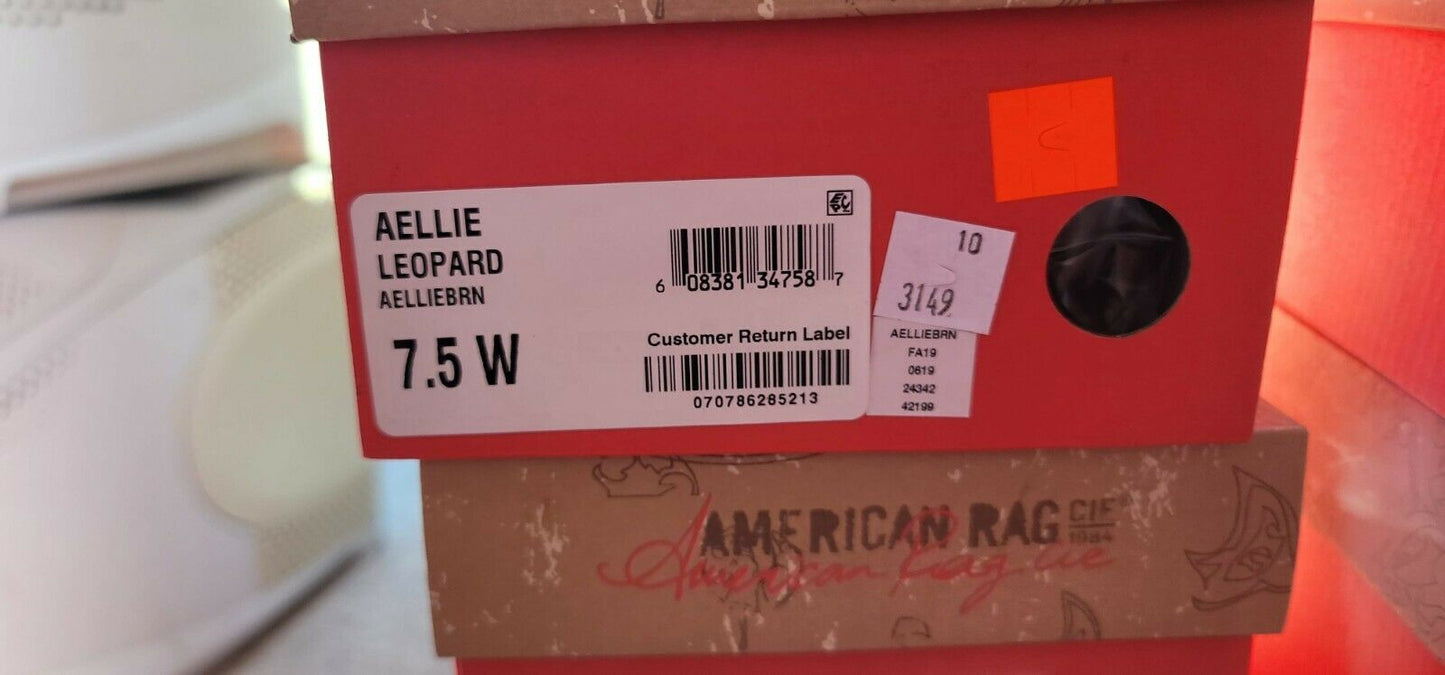 AELLIE
LEOPARD
AELLIEBRN
7.5 W
6 08381 34758 7
Customer Return Label
070786285213
10
3149
AELLIEBRN
FA19
0619
24342
42199
AMERICAN RAG CIE
1984
American Rag cie